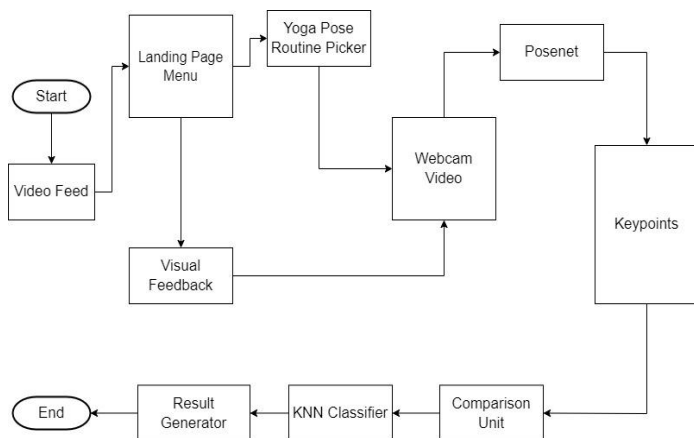 Start
Video Feed
Landing Page
Menu
Yoga Pose
Routine Picker
Visual
Feedback
Webcam
Video
Posenet
Keypoints
Comparison
Unit
KNN Classifier
Result
Generator
End